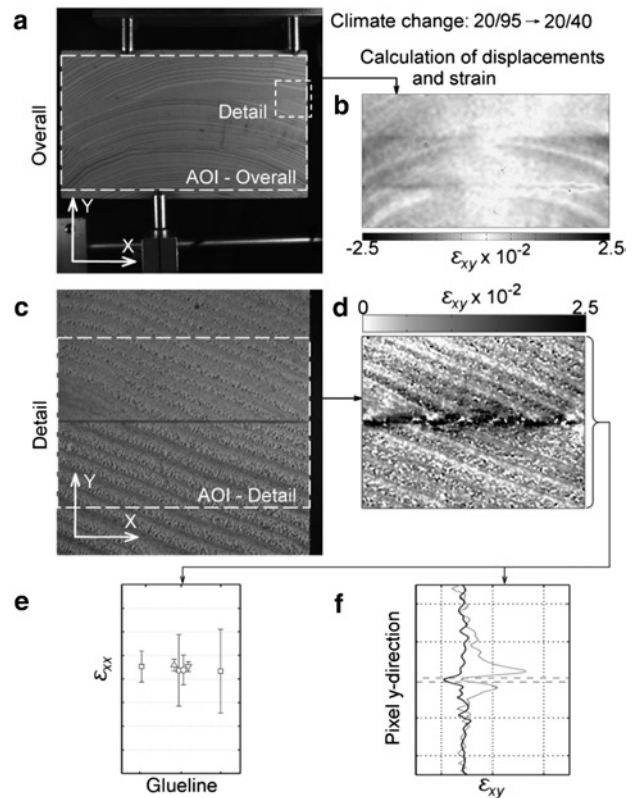 a
Climate change: 20/95 → 20/40
Calculation of displacements
and strain
Overall
Detail
AOI - Overall
Y
X
b
-2.5
2.5
εxy x 10-2
c
Detail
AOI - Detail
Y
X
d
εxy x 10-2
0
2.5
e
εxx
Glueline
f
Pixel y-direction
εxy